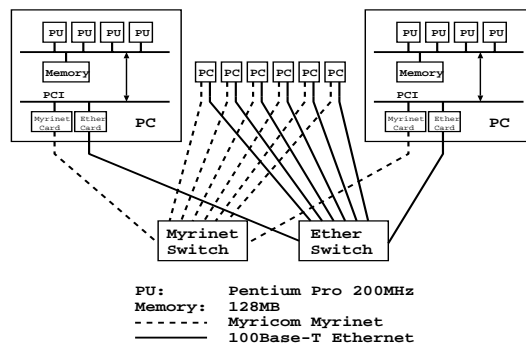 PU PU PU PU
Memory
PCI
Myrinet Card
Ether Card
PC
PC PC PC PC PC PC
PU PU PU PU
Memory
PCI
Myrinet Card
Ether Card
PC
Myrinet Switch
Ether Switch
PU: Pentium Pro 200MHz
Memory: 128MB
Myricom Myrinet
100Base-T Ethernet